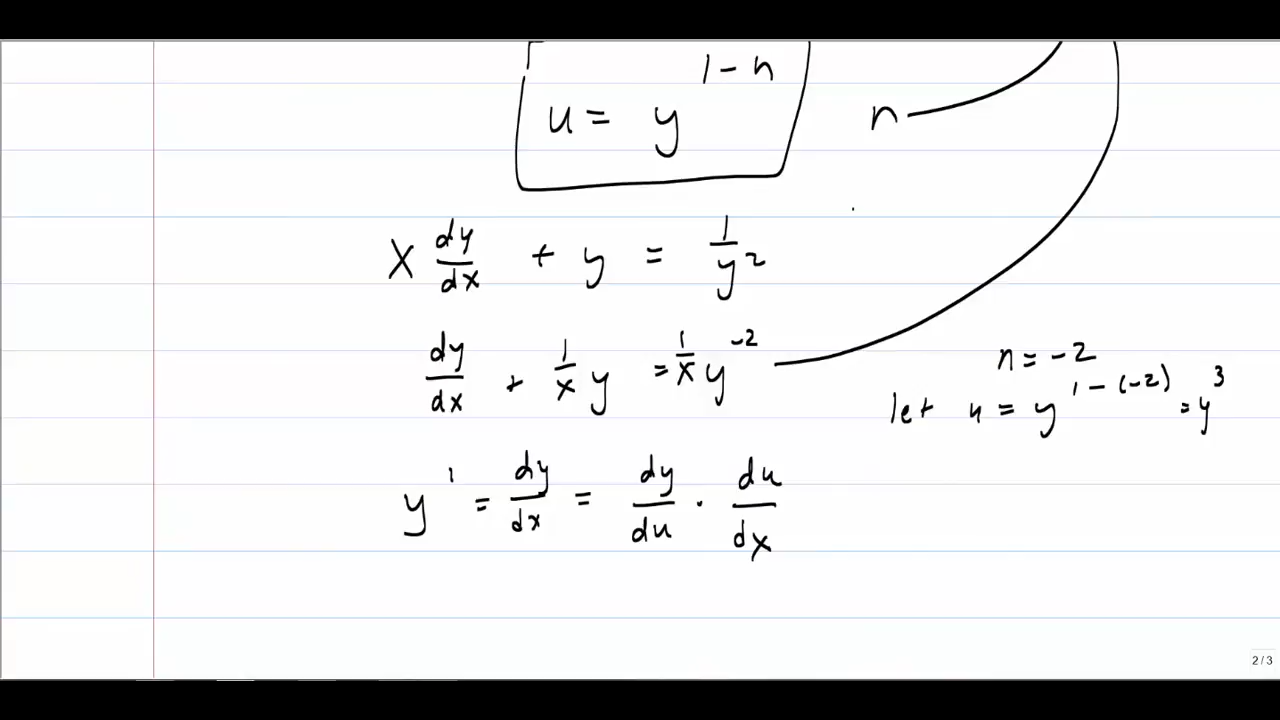 u = y^{1-n} n
x dy/dx + y = 1/y^2
dy/dx + 1/x y = 1/x y^{-2}
n = -2
let u = y^{1-(-2)} = y^3
y' = dy/dx = dy/du · du/dx
2 / 3